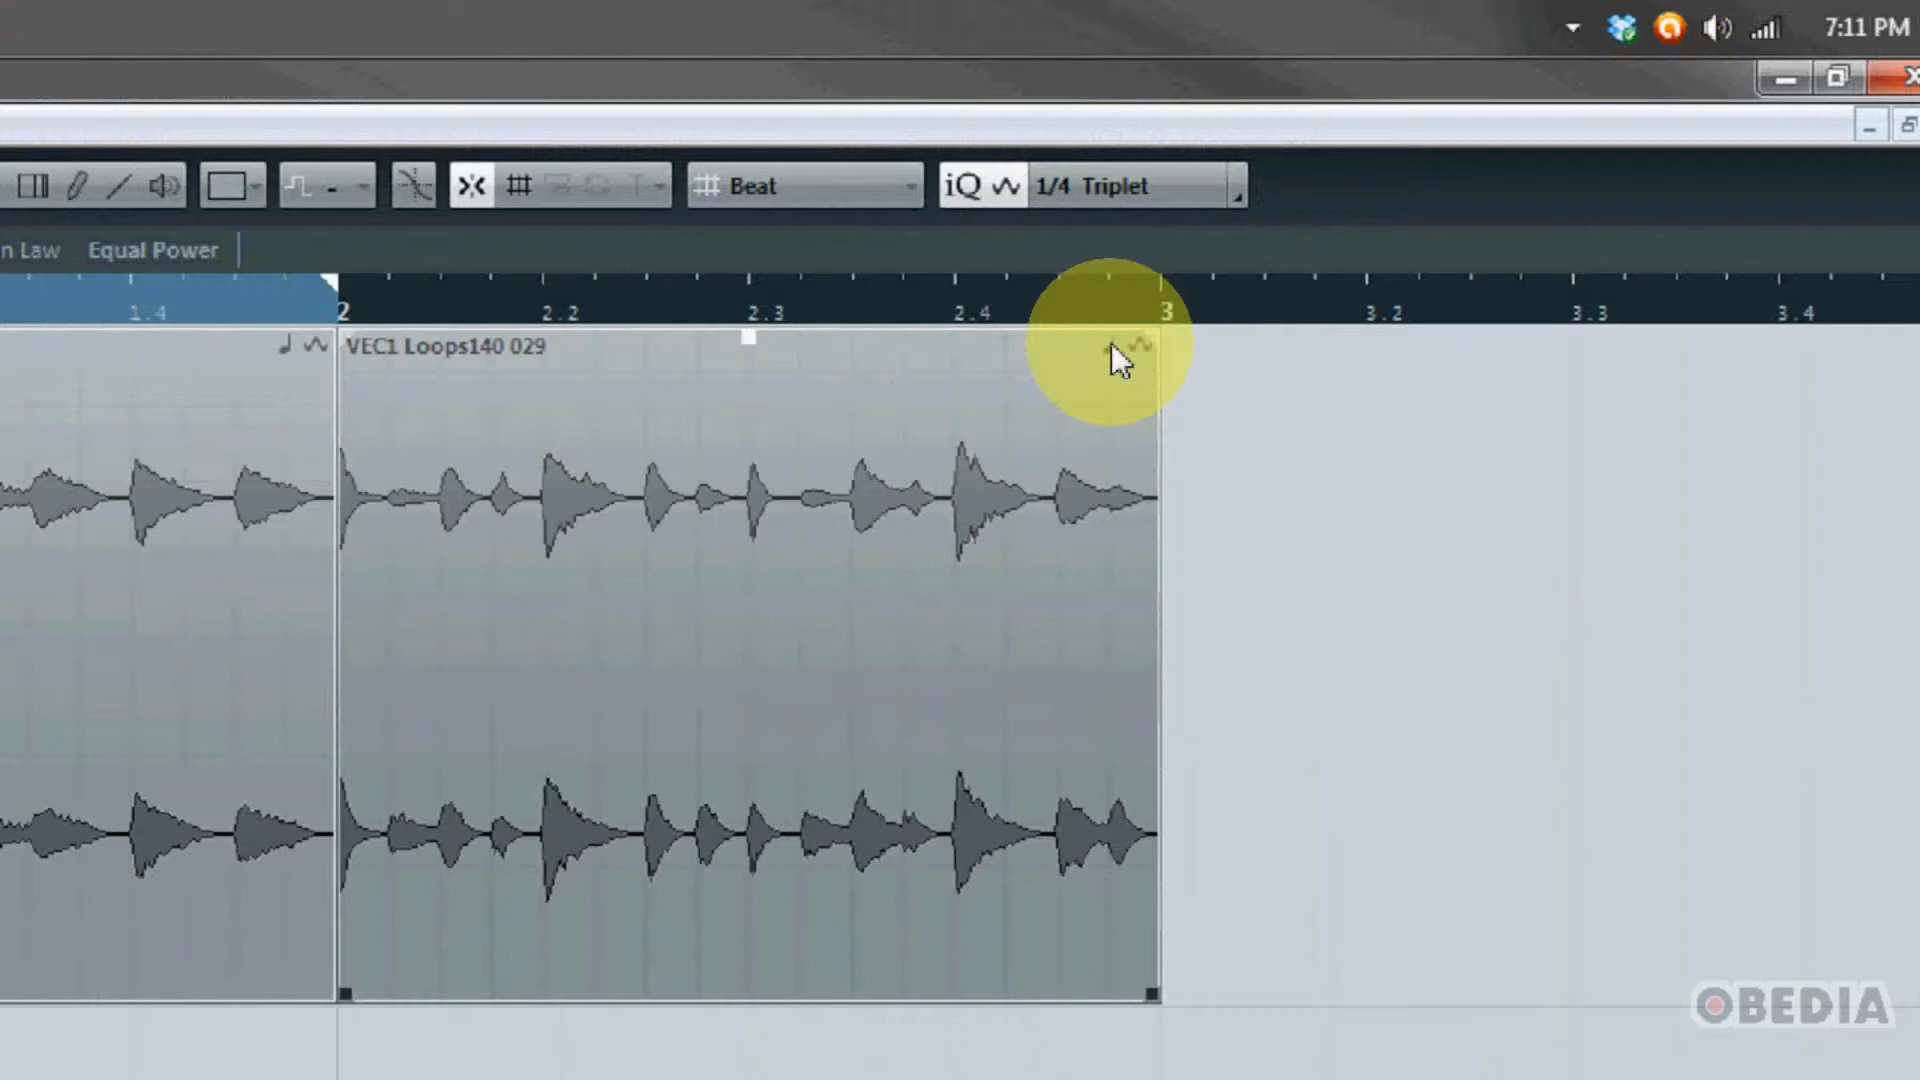 7:11 PM
Beat
iQ
1/4 Triplet
n Law
Equal Power
1.4
2
2.2
2.3
2.4
3
3.2
3.3
3.4
VEC1 Loops140 029
OBEDIA